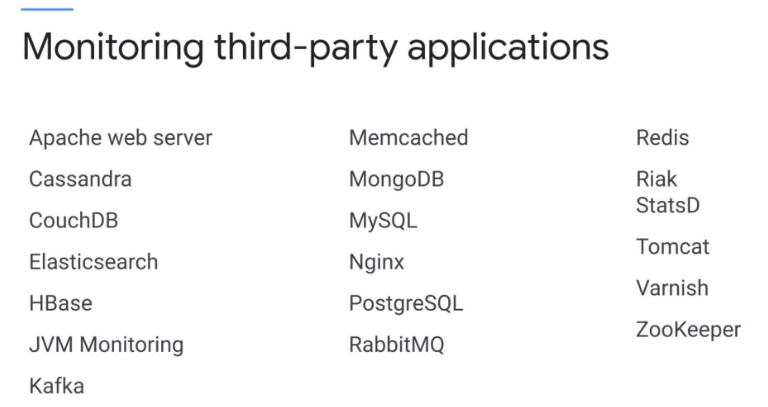 Monitoring third-party applications
Apache web server
Cassandra
CouchDB
Elasticsearch
HBase
JVM Monitoring
Kafka
Memcached
MongoDB
MySQL
Nginx
PostgreSQL
RabbitMQ
Redis
Riak
StatsD
Tomcat
Varnish
ZooKeeper